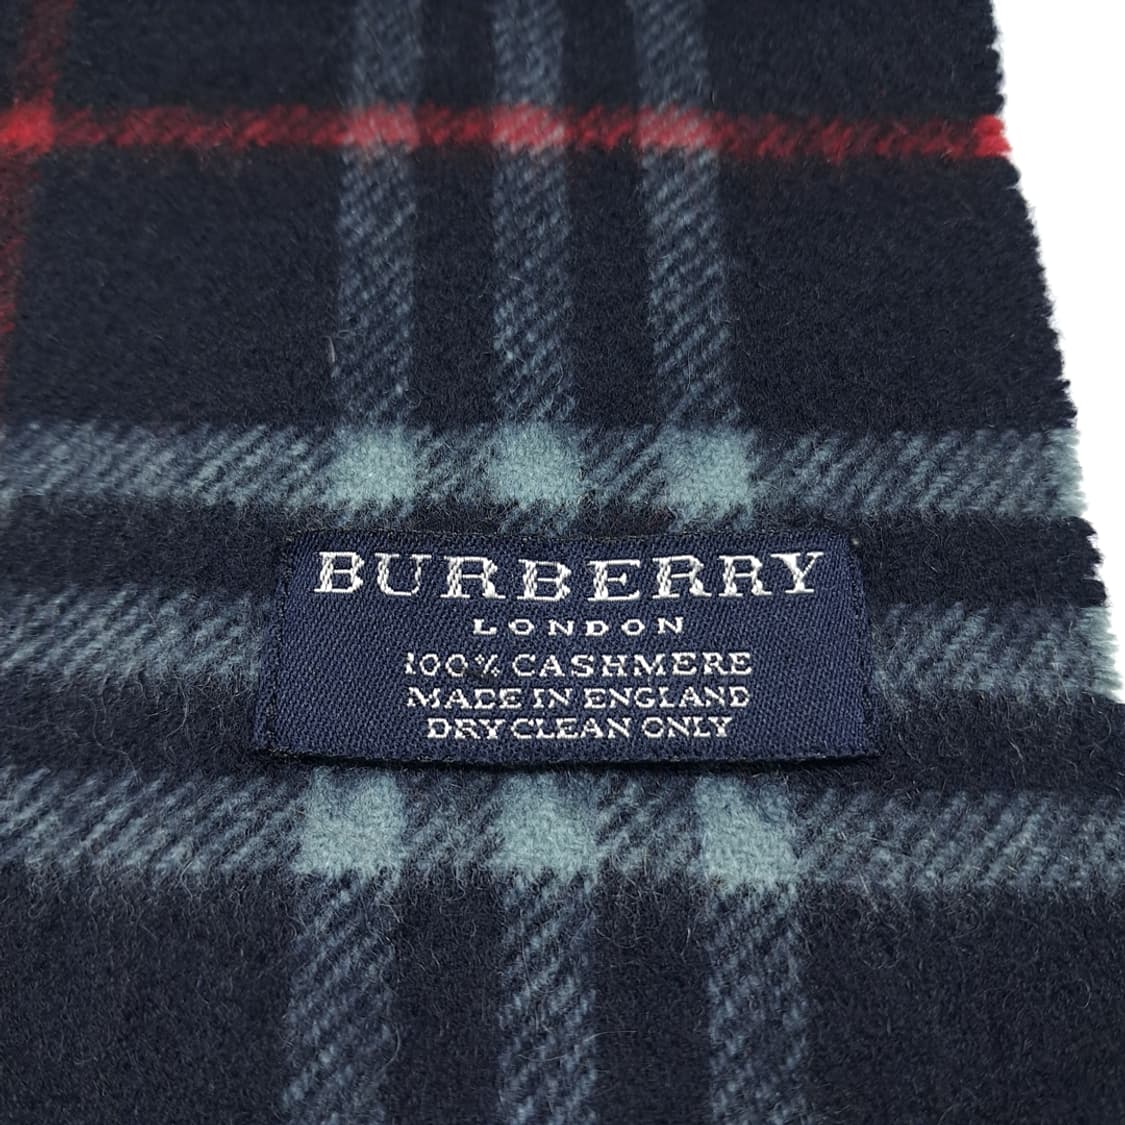 BURBERRY
LONDON
100% CASHMERE
MADE IN ENGLAND
DRY CLEAN ONLY